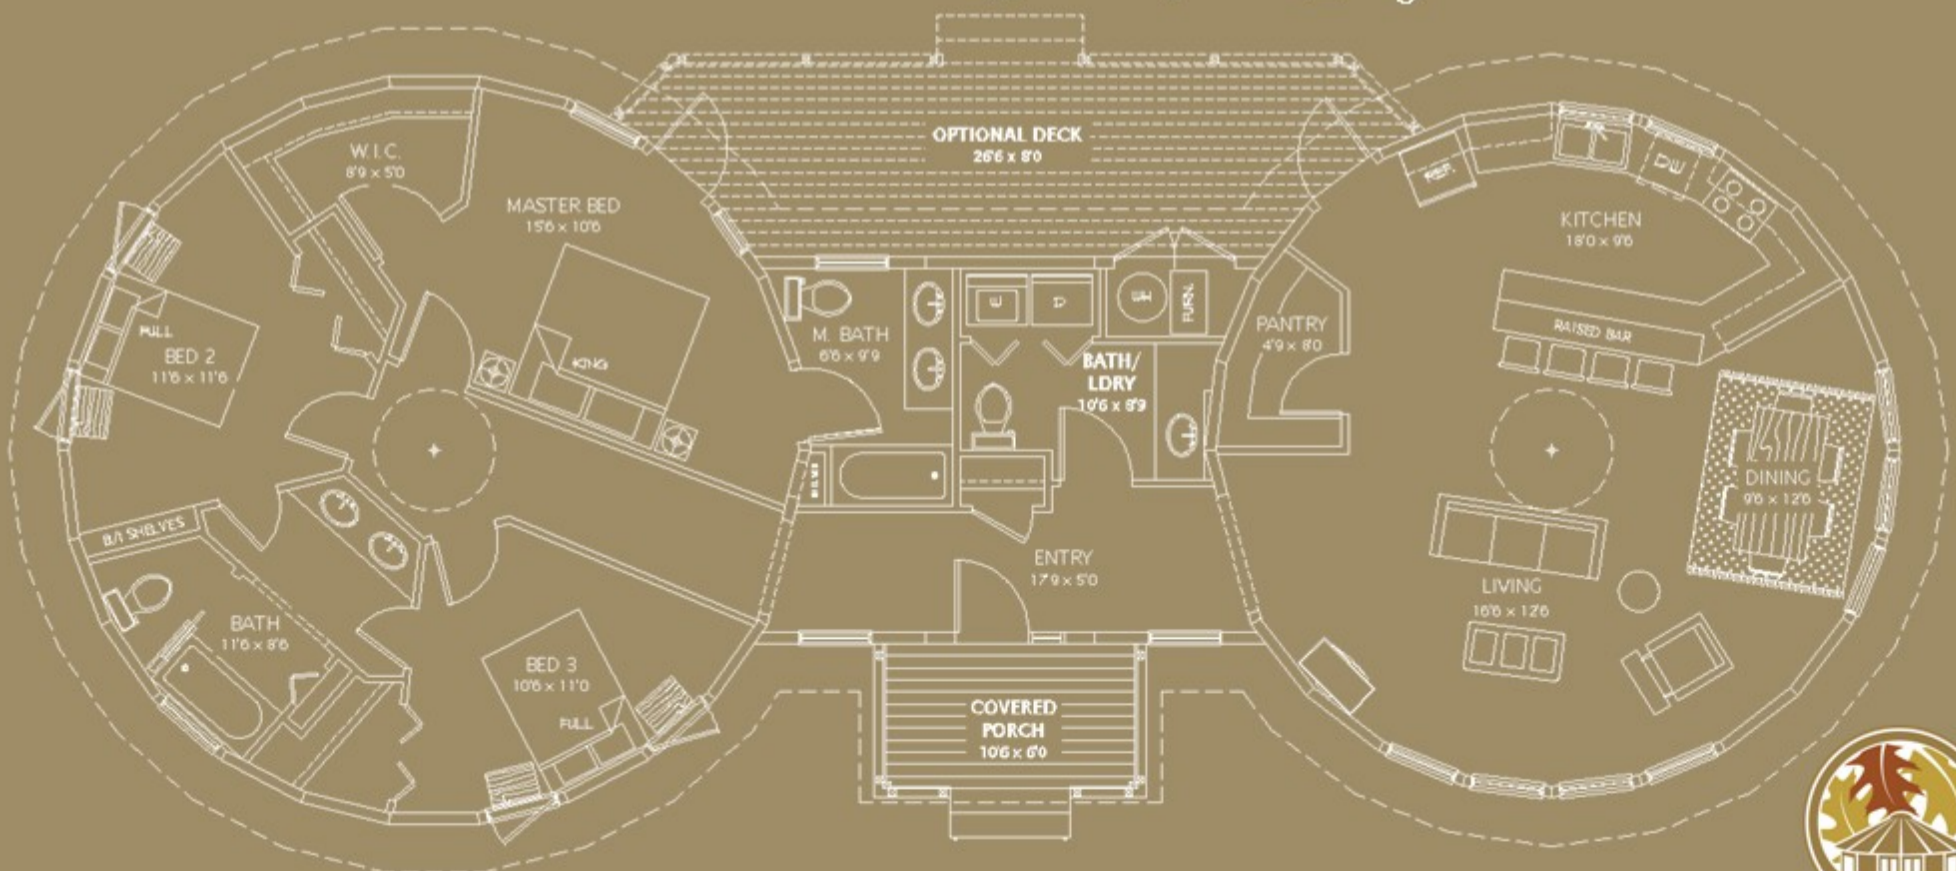 OPTIONAL DECK
26'6 x 8'0
W.I.C.
8'9 x 5'0
MASTER BED
15'6 x 10'6
REF.
DW
KITCHEN
18'0 x 9'6
FULL
BED 2
11'6 x 11'6
KING
M. BATH
6'6 x 9'9
D
WH
FURN.
PANTRY
4'9 x 8'0
RAISED BAR
BATH/
LDRY
10'6 x 8'9
DINING
9'6 x 12'6
B/I SHELVES
ENTRY
17'9 x 5'0
LIVING
16'6 x 12'6
BATH
11'6 x 8'6
BED 3
10'6 x 11'0
FULL
COVERED
PORCH
10'6 x 6'0